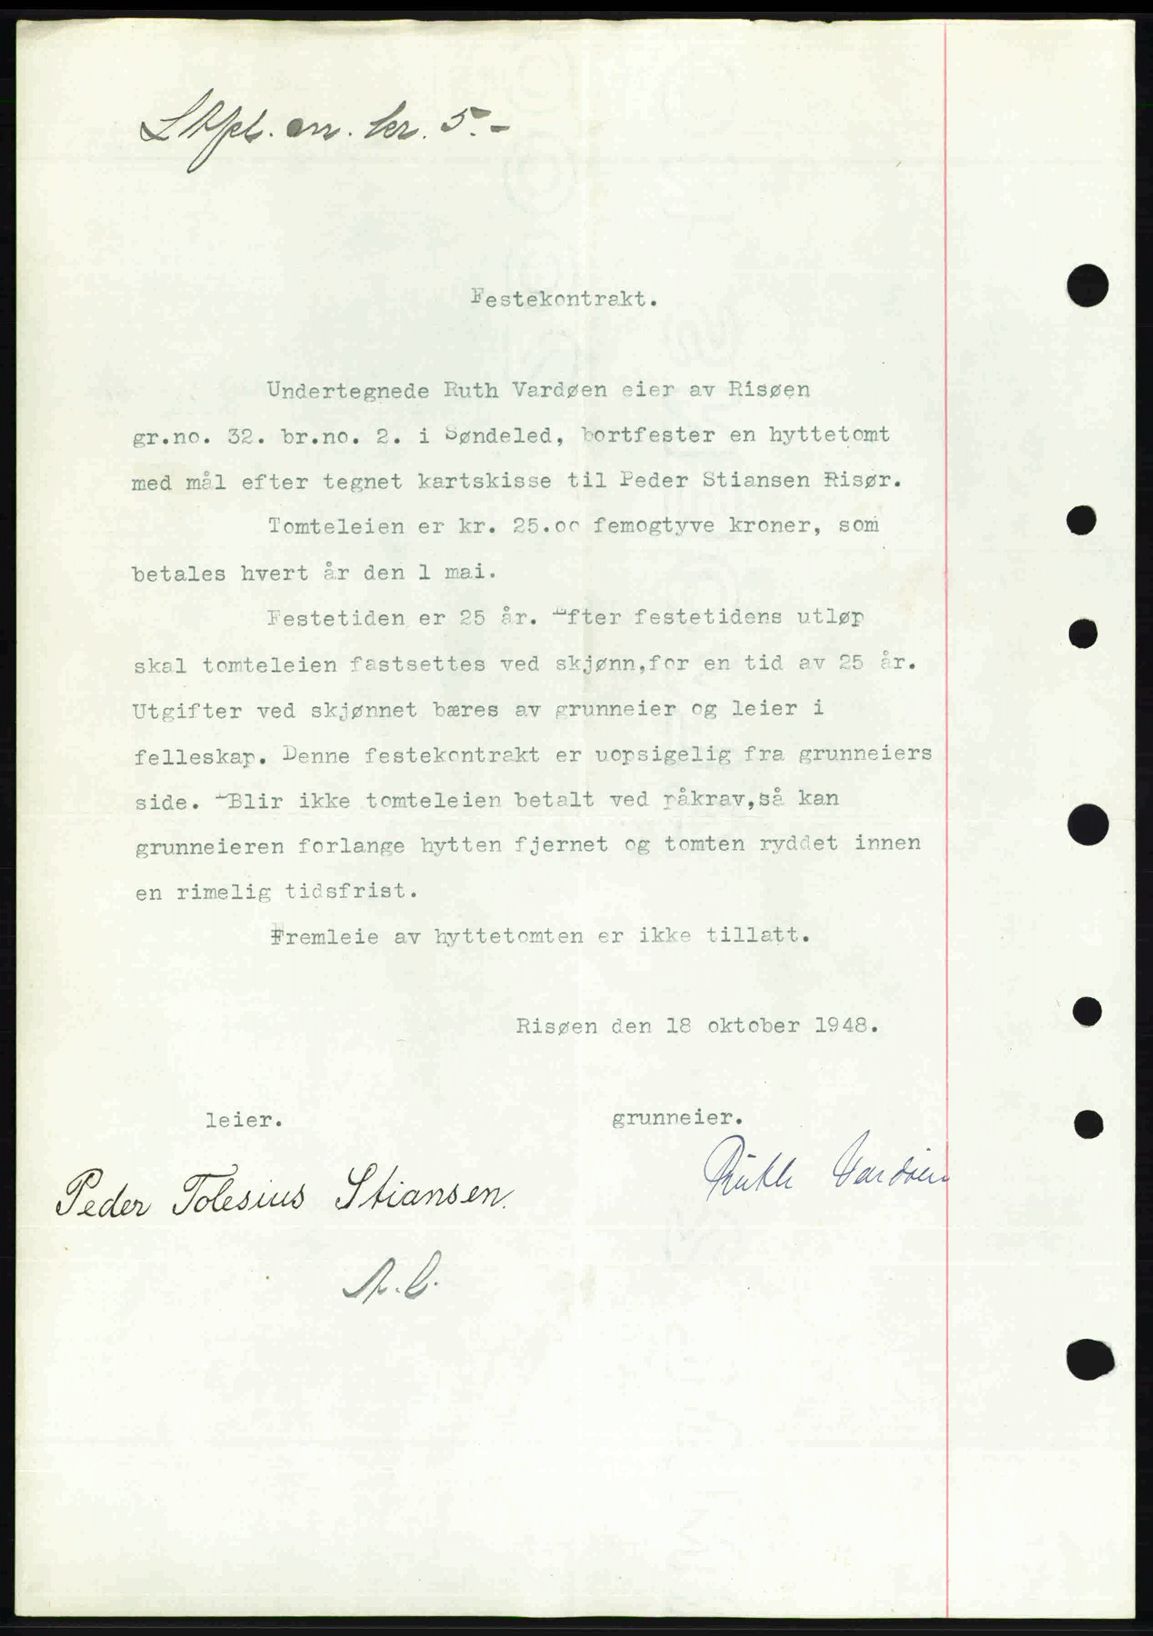 Stpl. m. kr. 5.-
Festekontrakt.
Undertegnede Ruth Vardøen eier av Risøen
gr.no. 32. br.no. 2. i Søndeled, bortfester en hyttetomt
med mål efter tegnet kartskisse til Peder Stiansen Risør.
Tomteleien er kr. 25.oo femogtyve kroner, som
betales hvert år den 1 mai.
Festetiden er 25 år. Efter festetidens utløp
skal tomteleien fastsettes ved skjønn,for en tid av 25 år.
Utgifter ved skjønnet bæres av grunneier og leier i
felleskap. Denne festekontrakt er uopsigelig fra grunneiers
side. -Blir ikke tomteleien betalt ved påkrav,så kan
grunneieren forlange hytten fjernet og tomten ryddet innen
en rimelig tidsfrist.
Fremleie av hyttetomten er ikke tillatt.
Risøen den 18 oktober 1948.
leier. grunneier.
Peder Tolesius Stiansen. Ruth Vardøen